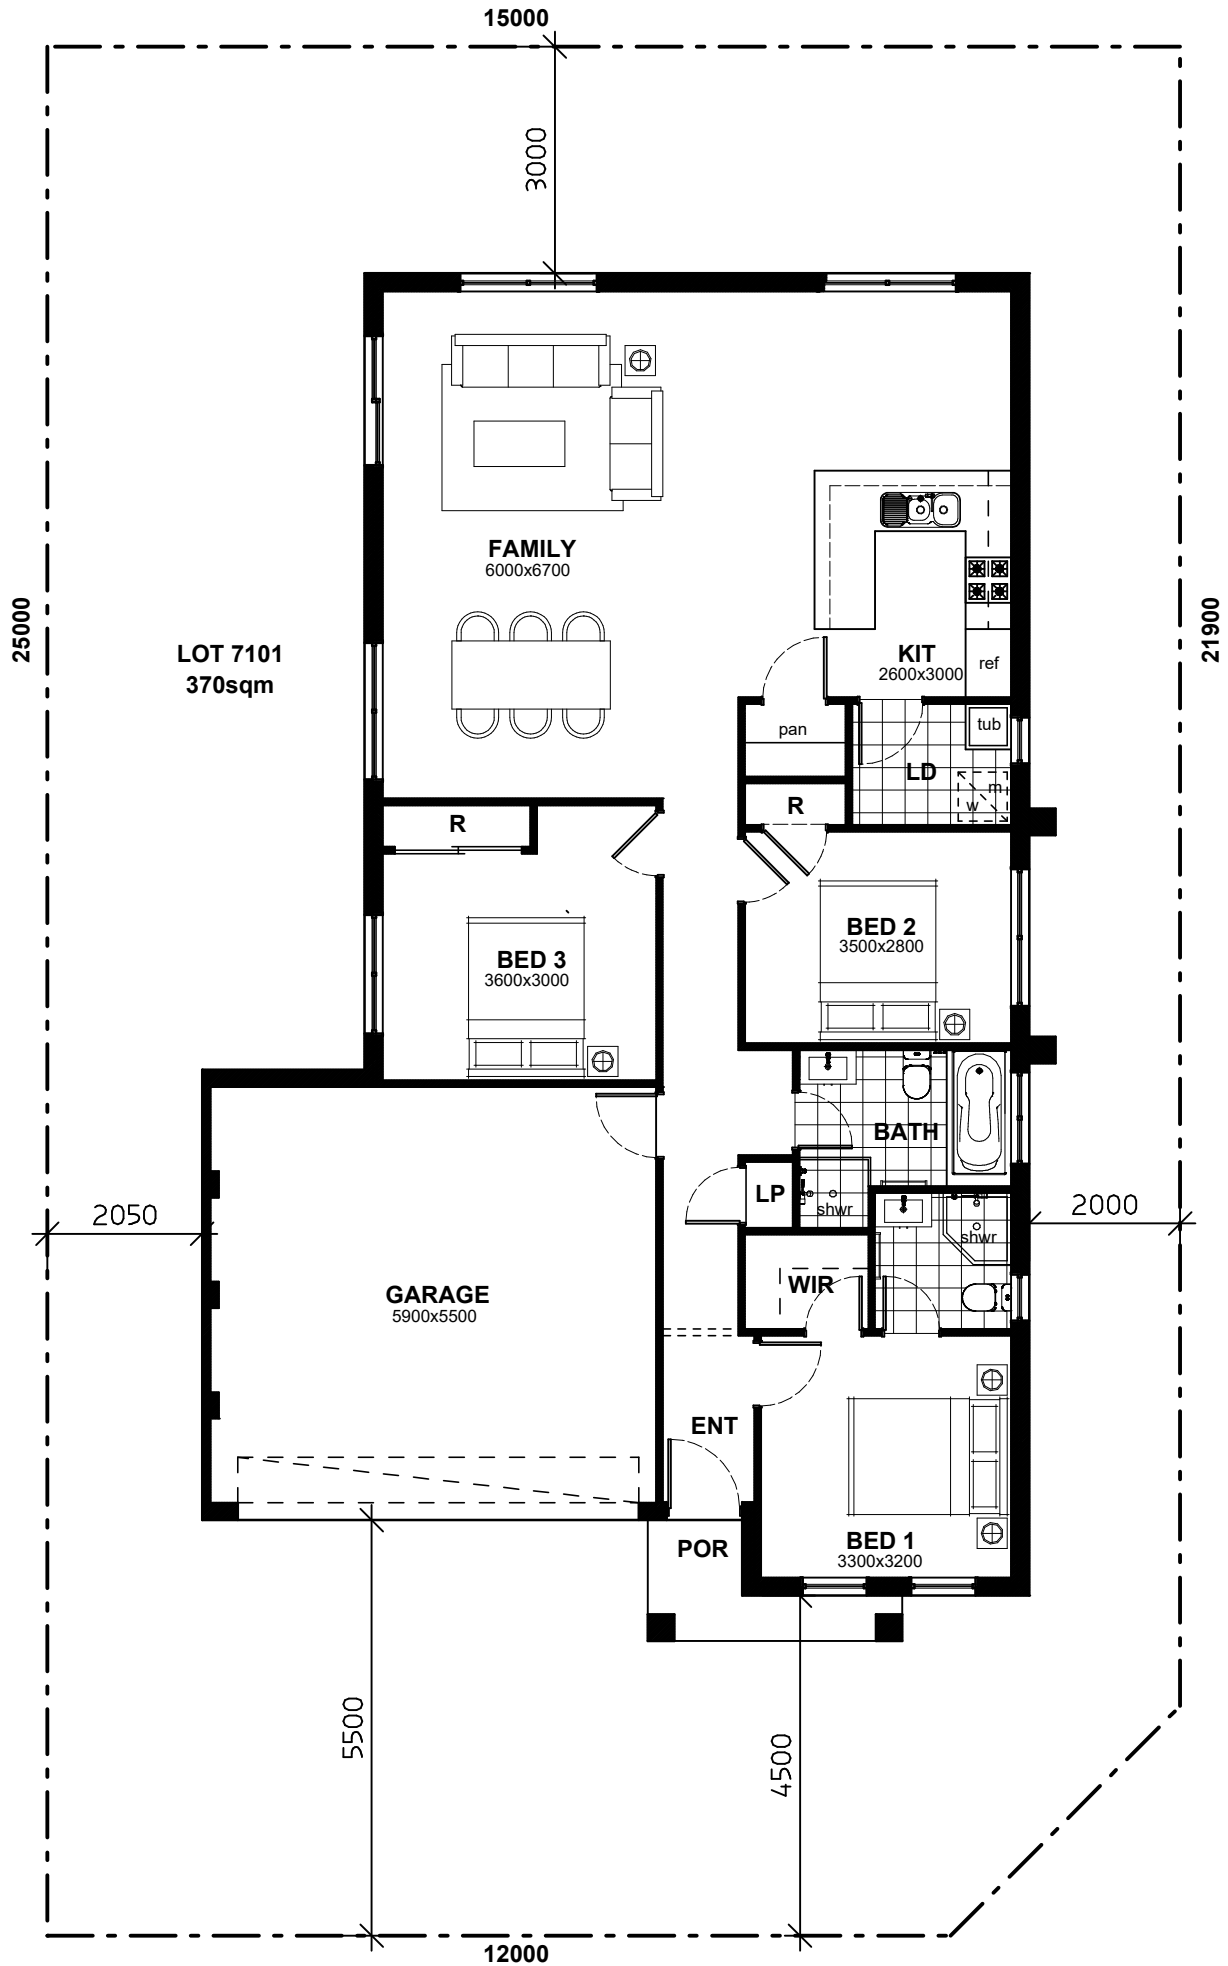 15000
3000
FAMILY
6000x6700
25000
21900
LOT 7101
370sqm
KIT
2600x3000
ref
pan
tub
LD
m
w
R
R
BED 2
3500x2800
BED 3
3600x3000
BATH
LP
shwr
2050
2000
shwr
WIR
GARAGE
5900x5500
ENT
POR
BED 1
3300x3200
5500
4500
12000